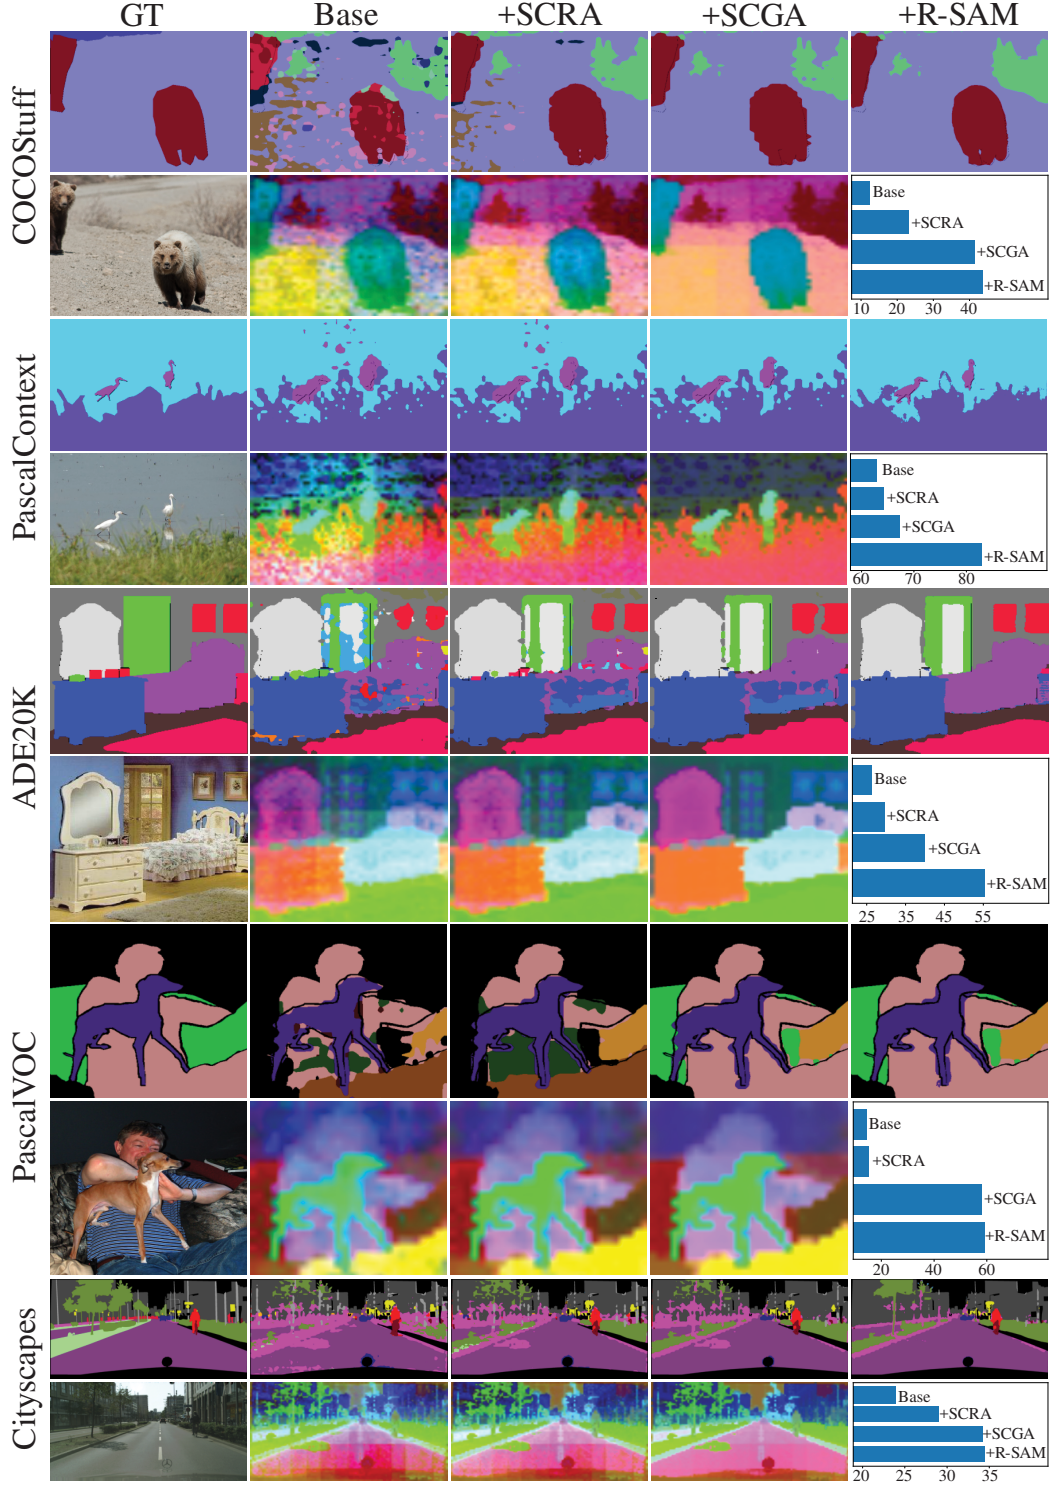 GT Base +SCRA +SCGA +R-SAM
COCOStuff
Base
+SCRA
+SCGA
+R-SAM
10 20 30 40
PascalContext
Base
+SCRA
+SCGA
+R-SAM
60 70 80
ADE20K
Base
+SCRA
+SCGA
+R-SAM
25 35 45 55
PascalVOC
Base
+SCRA
+SCGA
+R-SAM
20 40 60 80
Cityscapes
Base
+SCRA
+SCGA
+R-SAM
20 25 30 35